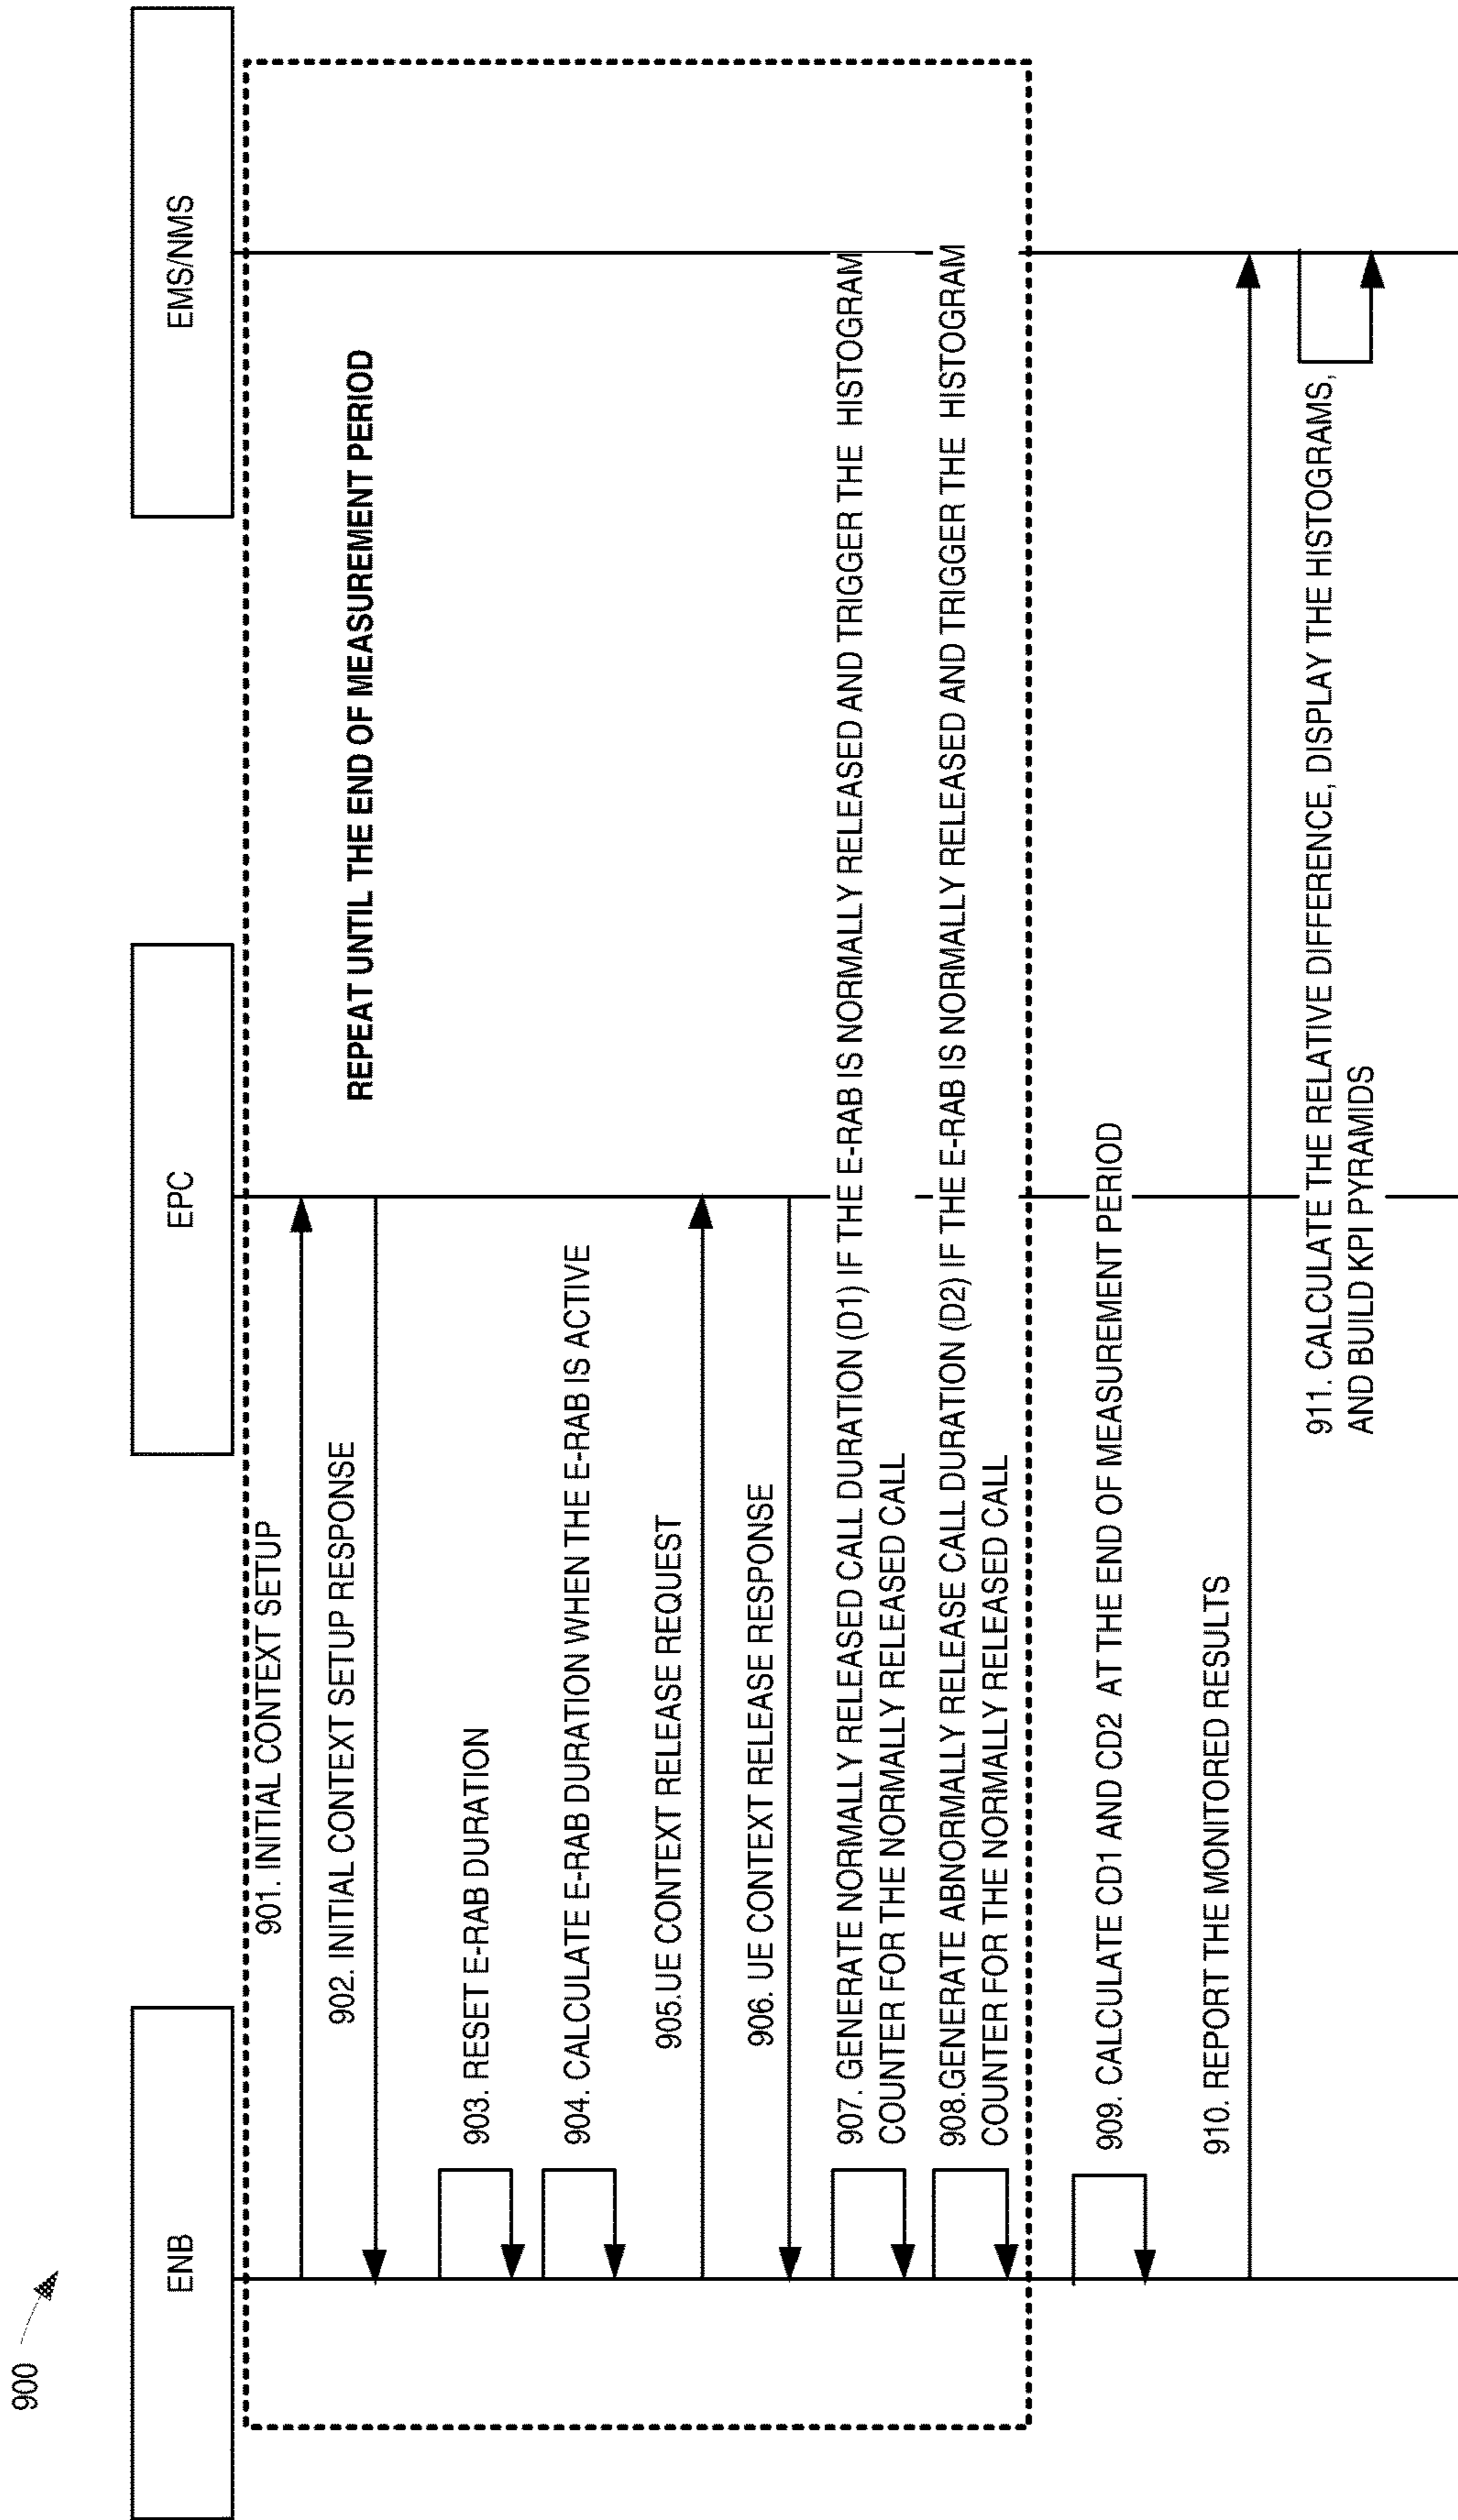 900
ENB
EPC
EMS/NMS
901. INITIAL CONTEXT SETUP
REPEAT UNTIL THE END OF MEASUREMENT PERIOD
902. INITIAL CONTEXT SETUP RESPONSE
903. RESET E-RAB DURATION
904. CALCULATE E-RAB DURATION WHEN THE E-RAB IS ACTIVE
905.UE CONTEXT RELEASE REQUEST
906. UE CONTEXT RELEASE RESPONSE
907. GENERATE NORMALLY RELEASED CALL DURATION (D1) IF THE E-RAB IS NORMALLY RELEASED AND TRIGGER THE HISTOGRAM
COUNTER FOR THE NORMALLY RELEASED CALL
908.GENERATE ABNORMALLY RELEASE CALL DURATION (D2) IF THE E-RAB IS NORMALLY RELEASED AND TRIGGER THE HISTOGRAM
COUNTER FOR THE NORMALLY RELEASED CALL
909. CALCULATE CD1 AND CD2 AT THE END OF MEASUREMENT PERIOD
910. REPORT THE MONITORED RESULTS
911. CALCULATE THE RELATIVE DIFFERENCE, DISPLAY THE HISTOGRAMS,
AND BUILD KPI PYRAMIDS